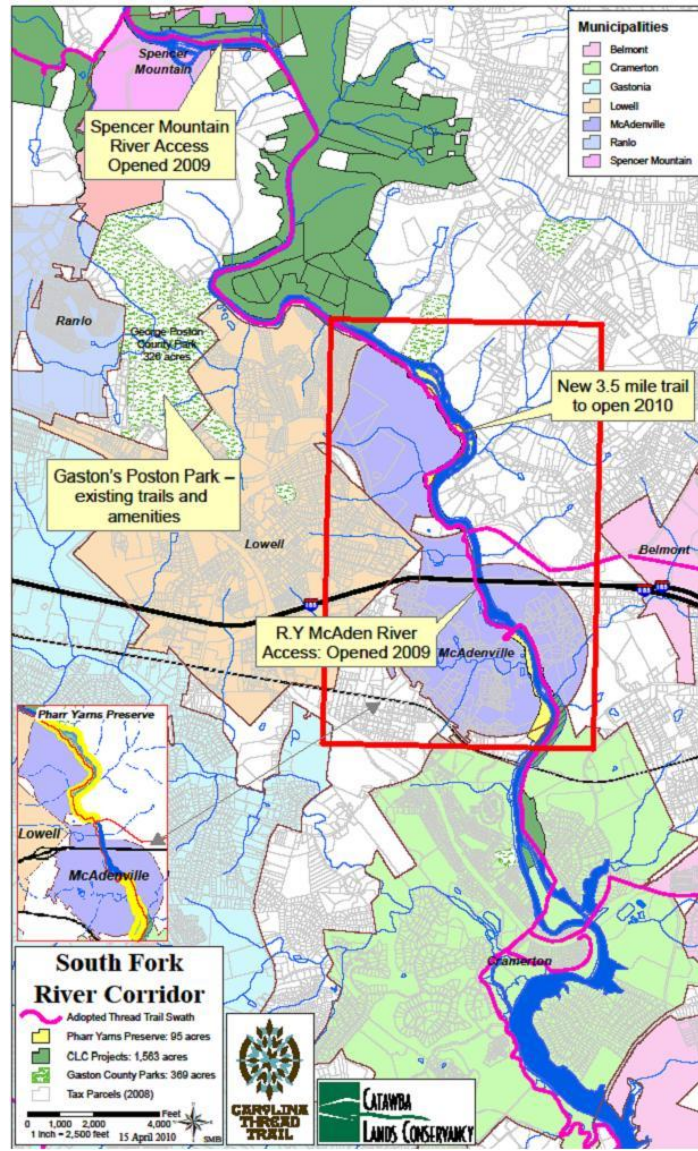 Municipalities
Belmont
Cramerton
Gastonia
Lowell
McAdenville
Ranlo
Spencer Mountain
Spencer
Mountain
Spencer Mountain
River Access
Opened 2009
Ranlo
George Poston
County Park
326 acres
New 3.5 mile trail
to open 2010
Gaston's Poston Park –
existing trails and
amenities
Lowell
Belmont
R.Y McAden River
Access: Opened 2009
McAdenville
Pharr Yarns Preserve
Lowell
McAdenville
Cramerton
South Fork
River Corridor
Adopted Thread Trail Swath
Pharr Yarns Preserve: 95 acres
CLC Projects: 1,563 acres
Gaston County Parks: 369 acres
Tax Parcels (2008)
Feet
0 1,000 2,000 4,000
1 inch = 2,500 feet
15 April 2010
SMB
CAROLINA
THREAD TRAIL
CATAWBA
LANDS CONSERVANCY